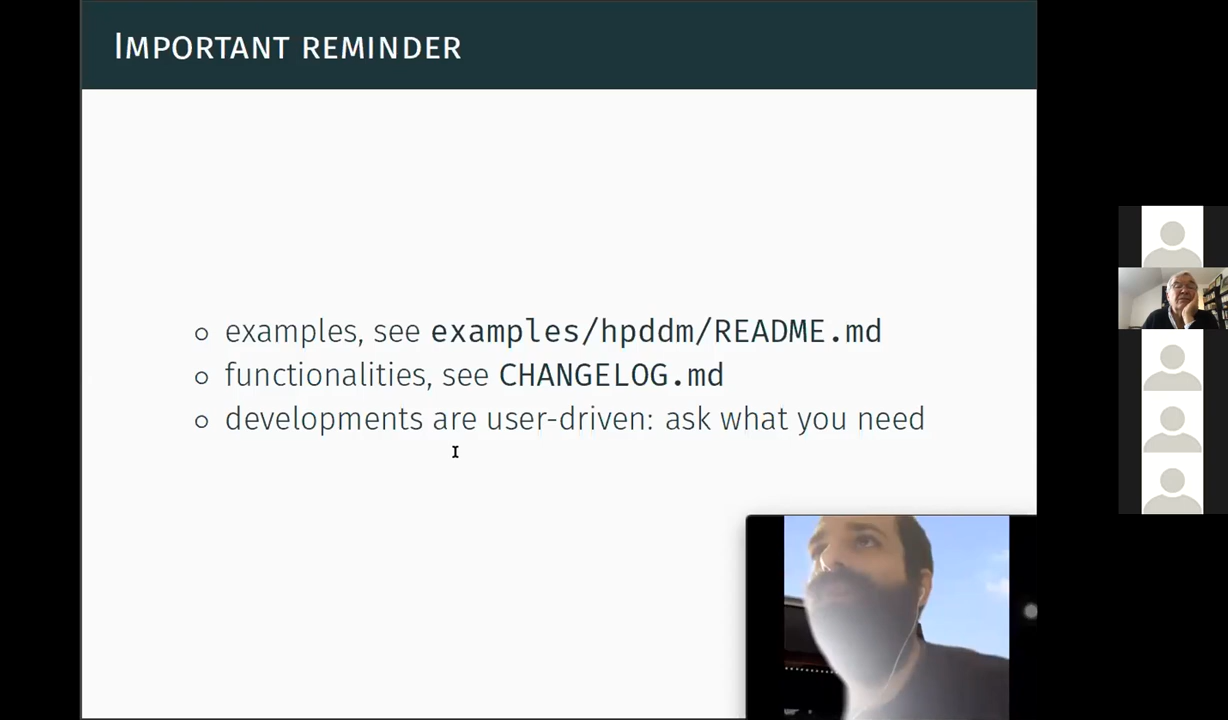 IMPORTANT REMINDER
examples, see examples/hpddm/README.md
functionalities, see CHANGELOG.md
developments are user-driven: ask what you need